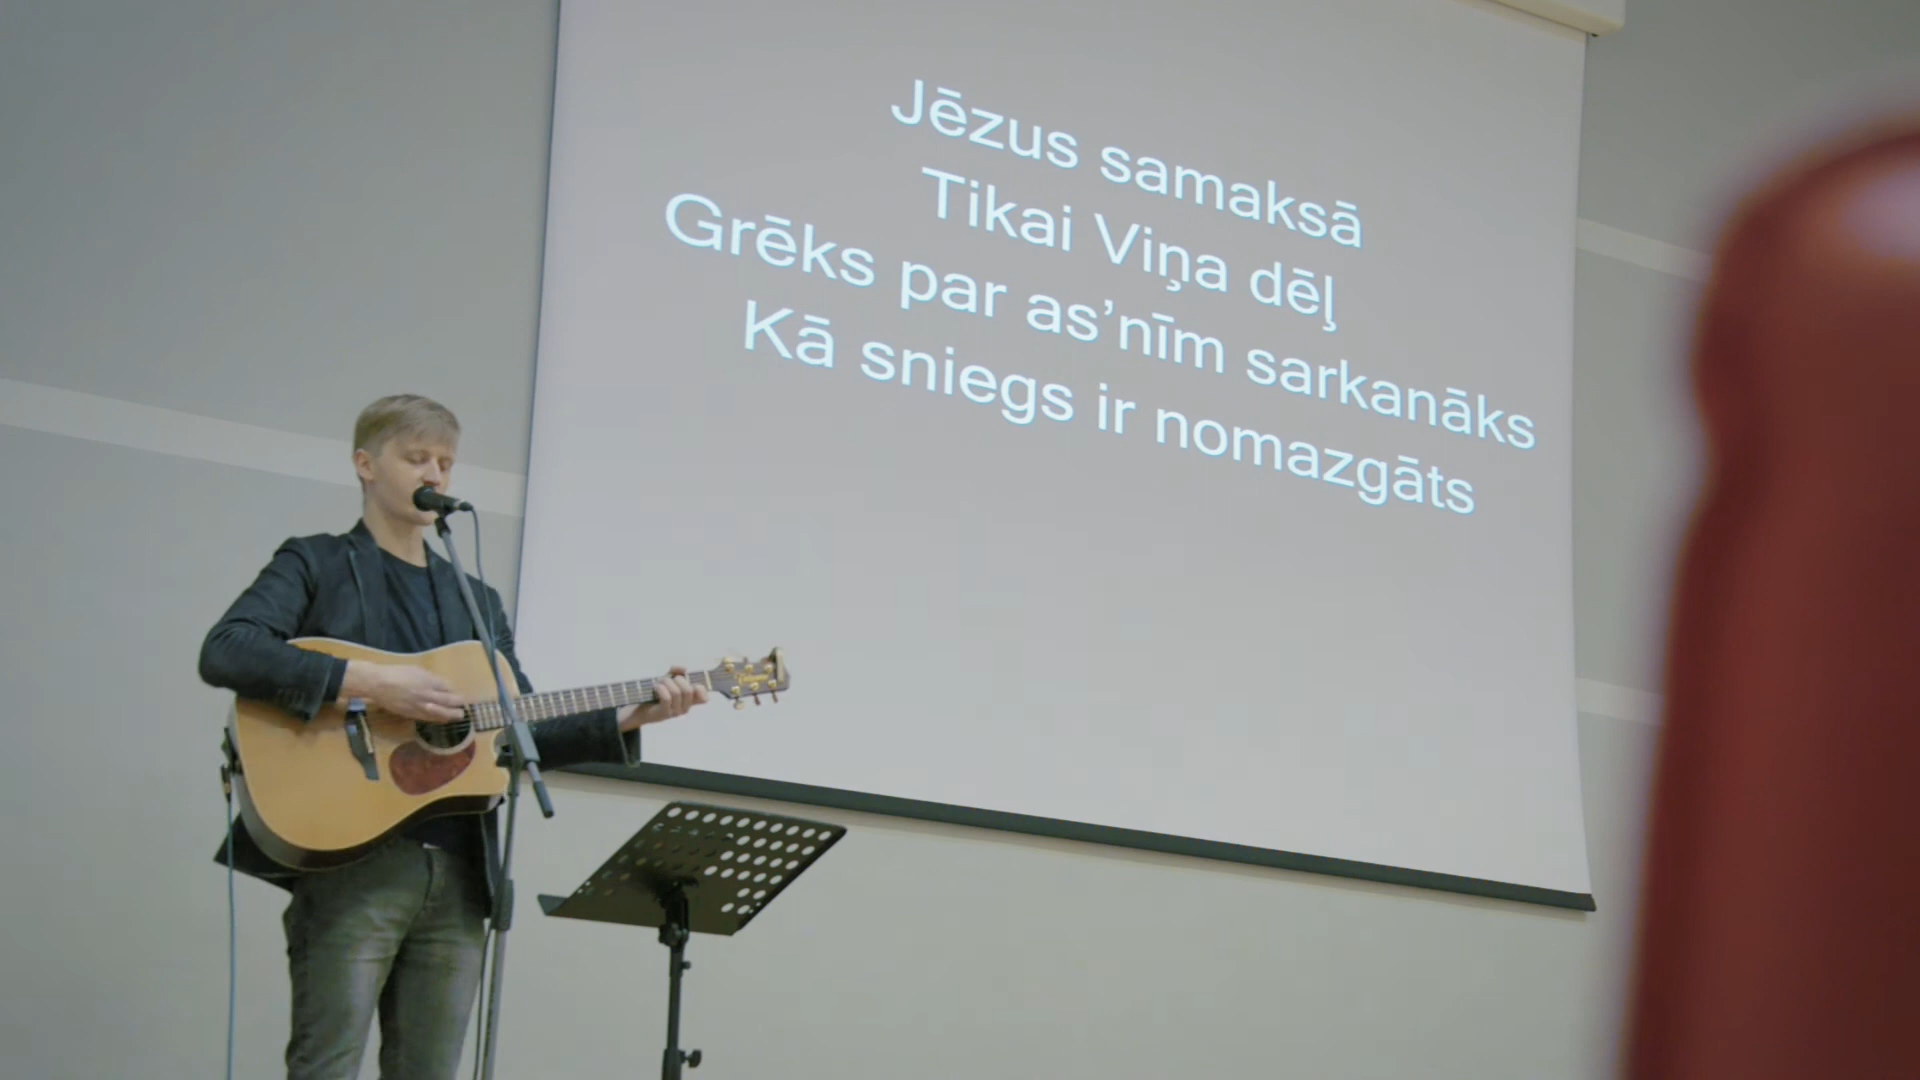 Jēzus samaksā
Tikai Viņa dēļ
Grēks par as’nīm sarkanāks
Kā sniegs ir nomazgāts